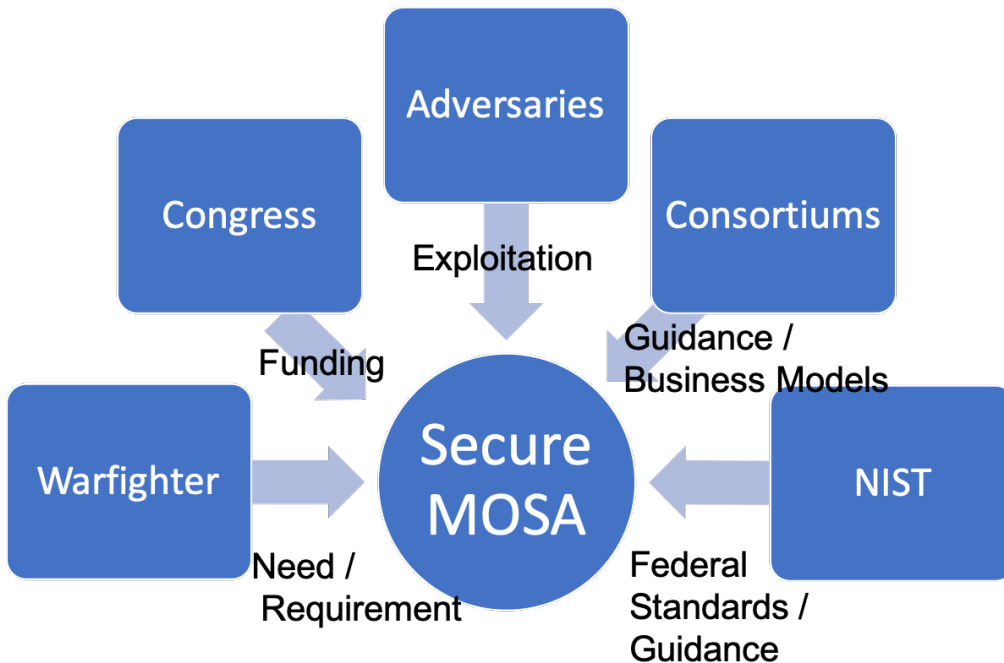 Adversaries
Congress
Consortiums
Exploitation
Funding
Guidance /
Business Models
Warfighter
Secure
MOSA
NIST
Need /
Requirement
Federal
Standards /
Guidance